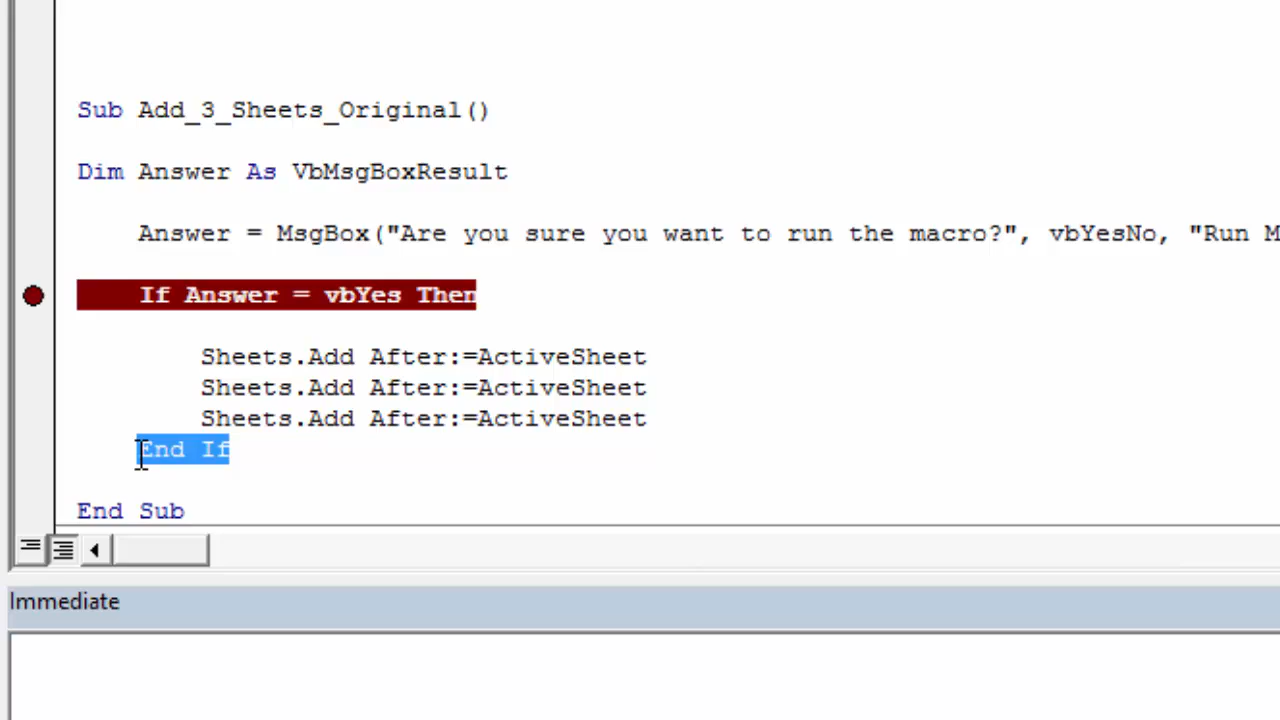 Sub Add_3_Sheets_Original()
Dim Answer As VbMsgBoxResult
Answer = MsgBox("Are you sure you want to run the macro?", vbYesNo, "Run M
If Answer = vbYes Then
Sheets.Add After:=ActiveSheet
Sheets.Add After:=ActiveSheet
Sheets.Add After:=ActiveSheet
End If
End Sub
Immediate